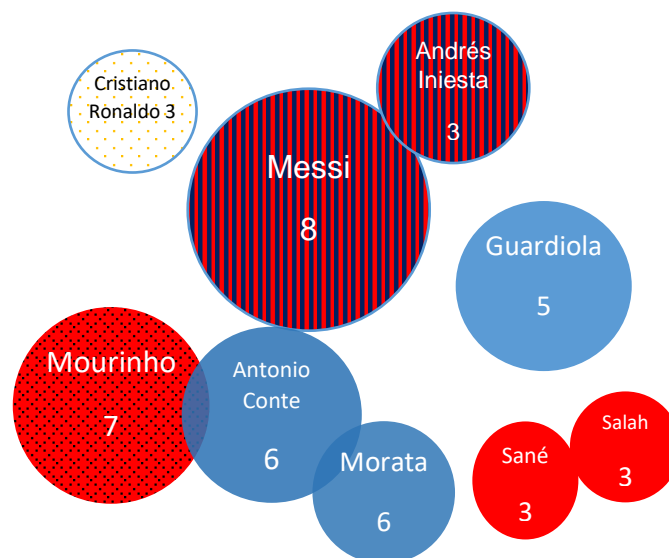 Andrés
Iniesta
3
Cristiano
Ronaldo 3
Messi
8
Guardiola
5
Mourinho
7
Antonio
Conte
6
Morata
6
Sané
3
Salah
3